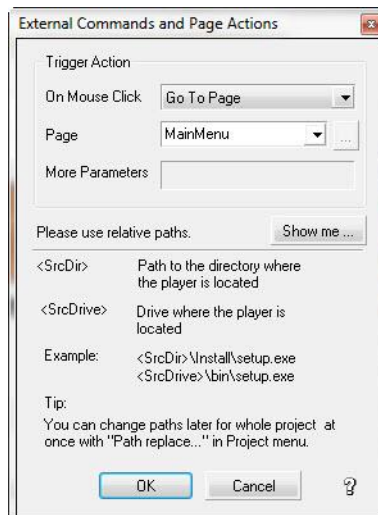 External Commands and Page Actions
Trigger Action
On Mouse Click Go To Page
Page MainMenu ...
More Parameters
Please use relative paths. Show me ...
<SrcDir> Path to the directory where
the player is located
<SrcDrive> Drive where the player is
located
Example: <SrcDir>\Install\setup.exe
<SrcDrive>\bin\setup.exe
Tip:
You can change paths later for whole project at
once with "Path replace..." in Project menu.
OK Cancel ?